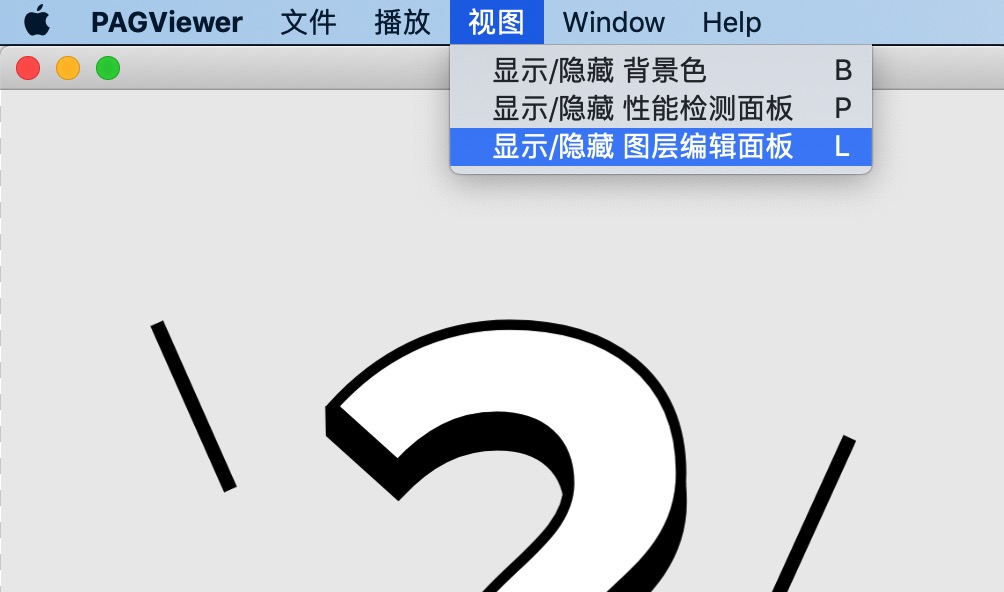 PAGViewer 文件 播放 视图 Window Help
显示/隐藏 背景色 B
显示/隐藏 性能检测面板 P
显示/隐藏 图层编辑面板 L
2